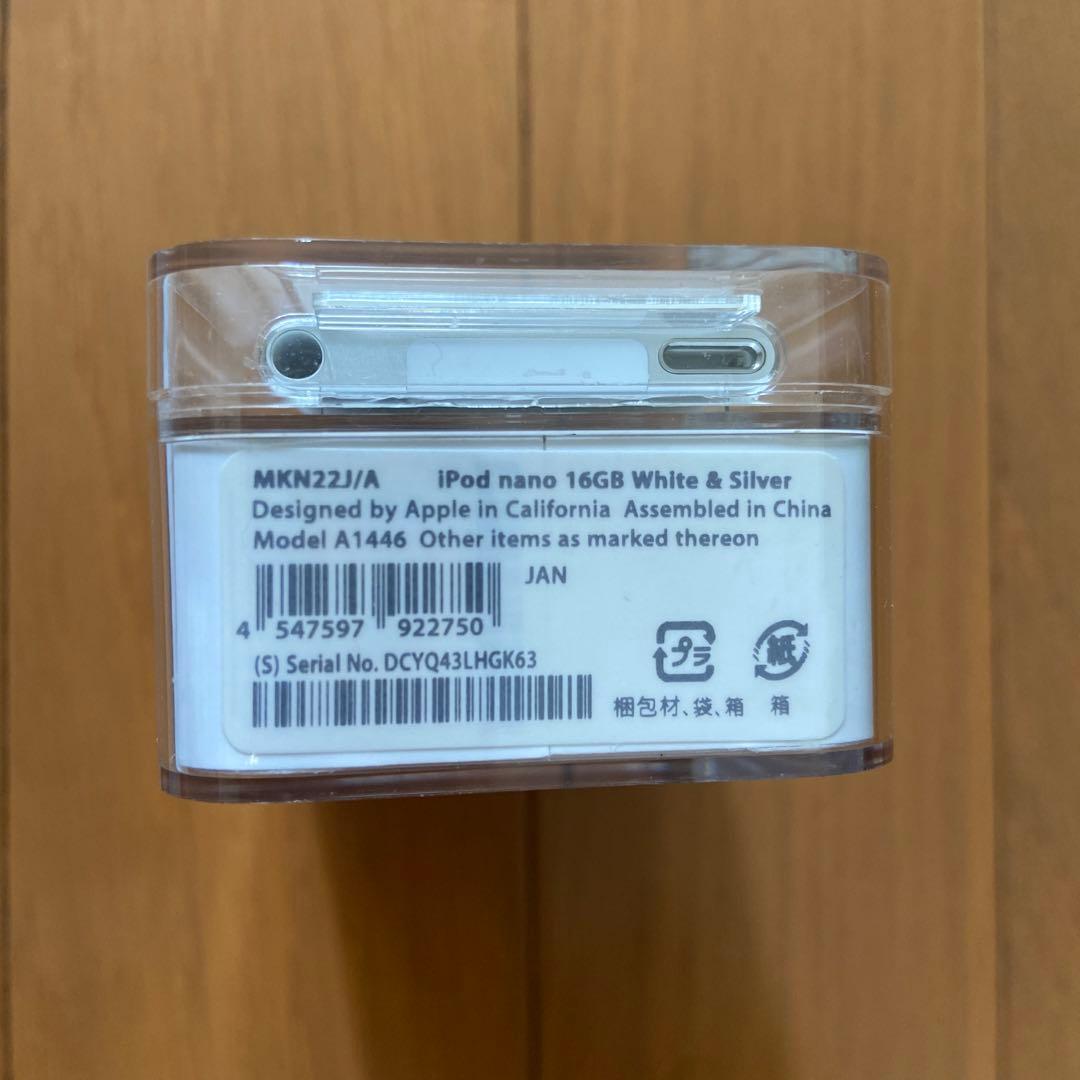 MKN22J/A iPod nano 16GB White & Silver
Designed by Apple in California Assembled in China
Model A1446 Other items as marked thereon
JAN
4 547597 922750
(S) Serial No. DCYQ43LHGK63
プラ 紙
梱包材、袋、箱 箱